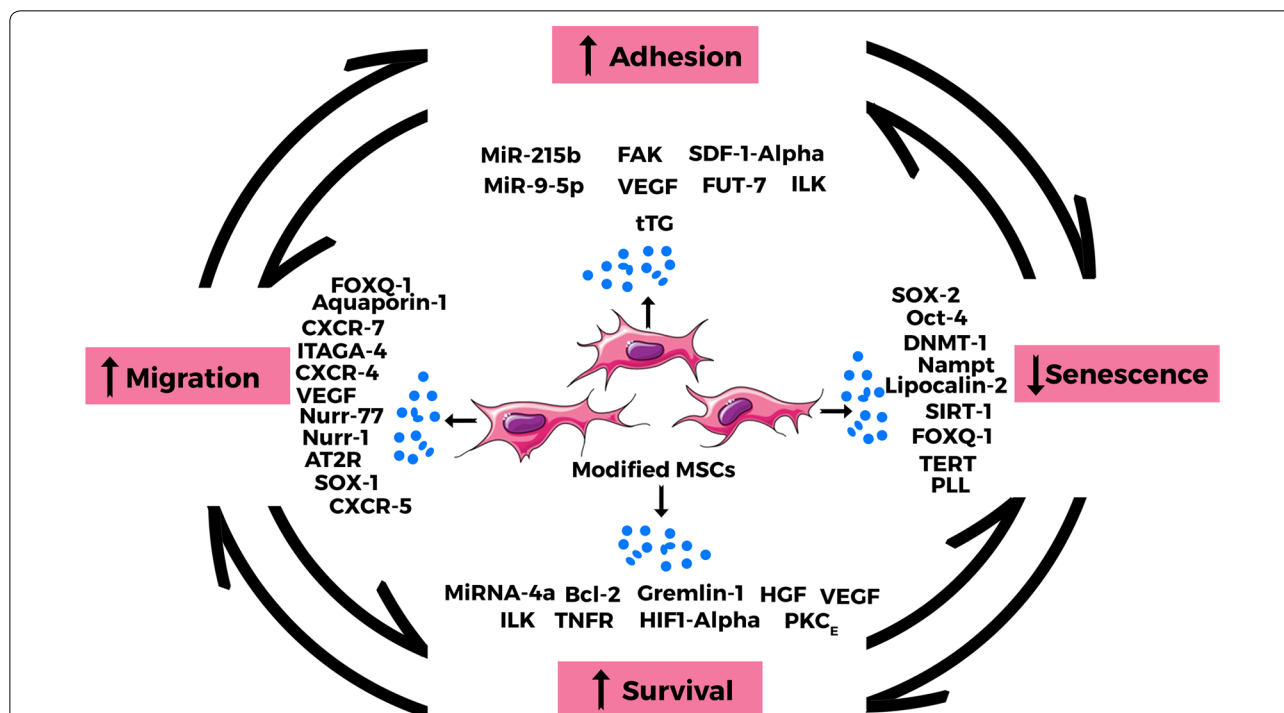 Adhesion
MiR-215b FAK SDF-1-Alpha
MiR-9-5p VEGF FUT-7 ILK
tTG
FOXQ-1
Aquaporin-1
CXCR-7
ITAGA-4
CXCR-4
VEGF
Nurr-77
Nurr-1
AT2R
SOX-1
CXCR-5
Migration
SOX-2
Oct-4
DNMT-1
Nampt
Lipocalin-2
SIRT-1
FOXQ-1
TERT
PLL
Senescence
Modified MSCs
MiRNA-4a Bcl-2 Gremlin-1 HGF VEGF
ILK TNFR HIF1-Alpha PKCE
Survival